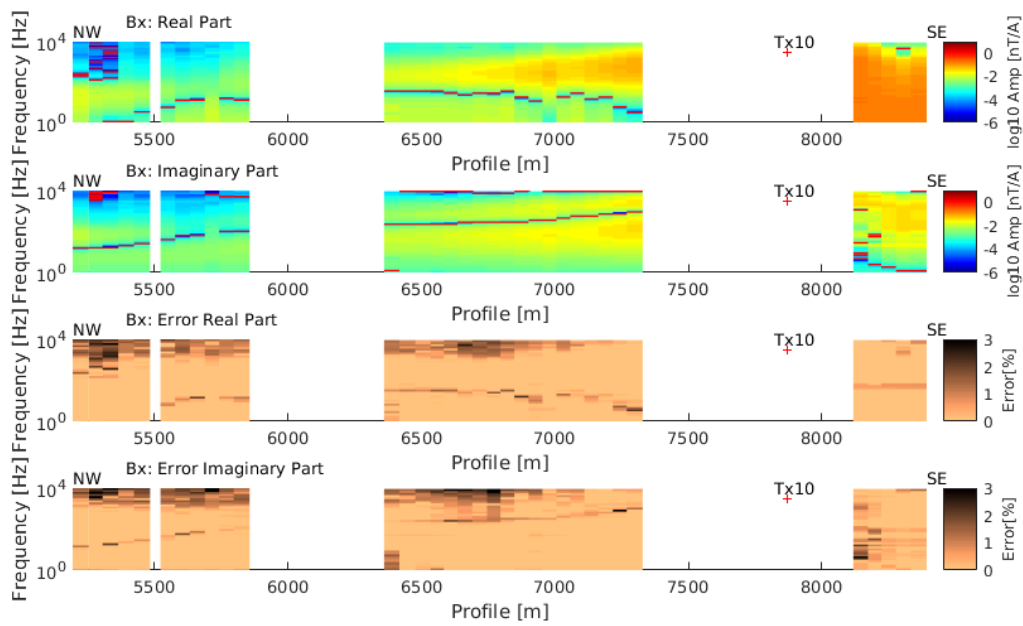 NW Bx: Real Part Tx10 SE
Frequency [Hz]
10^4
10^0
5500 6000 6500 7000 7500 8000
Profile [m]
0
-2
-4
-6
log10 Amp [nT/A]
Bx: Imaginary Part Tx10 SE
Frequency [Hz]
10^4
10^0
5500 6000 6500 7000 7500 8000
Profile [m]
0
-2
-4
-6
log10 Amp [nT/A]
NW Bx: Error Real Part Tx10 SE
Frequency [Hz]
10^4
10^0
5500 6000 6500 7000 7500 8000
Profile [m]
3
2
1
0
Error[%]
NW Bx: Error Imaginary Part Tx10 SE
Frequency [Hz]
10^4
10^0
5500 6000 6500 7000 7500 8000
Profile [m]
3
2
1
0
Error[%]